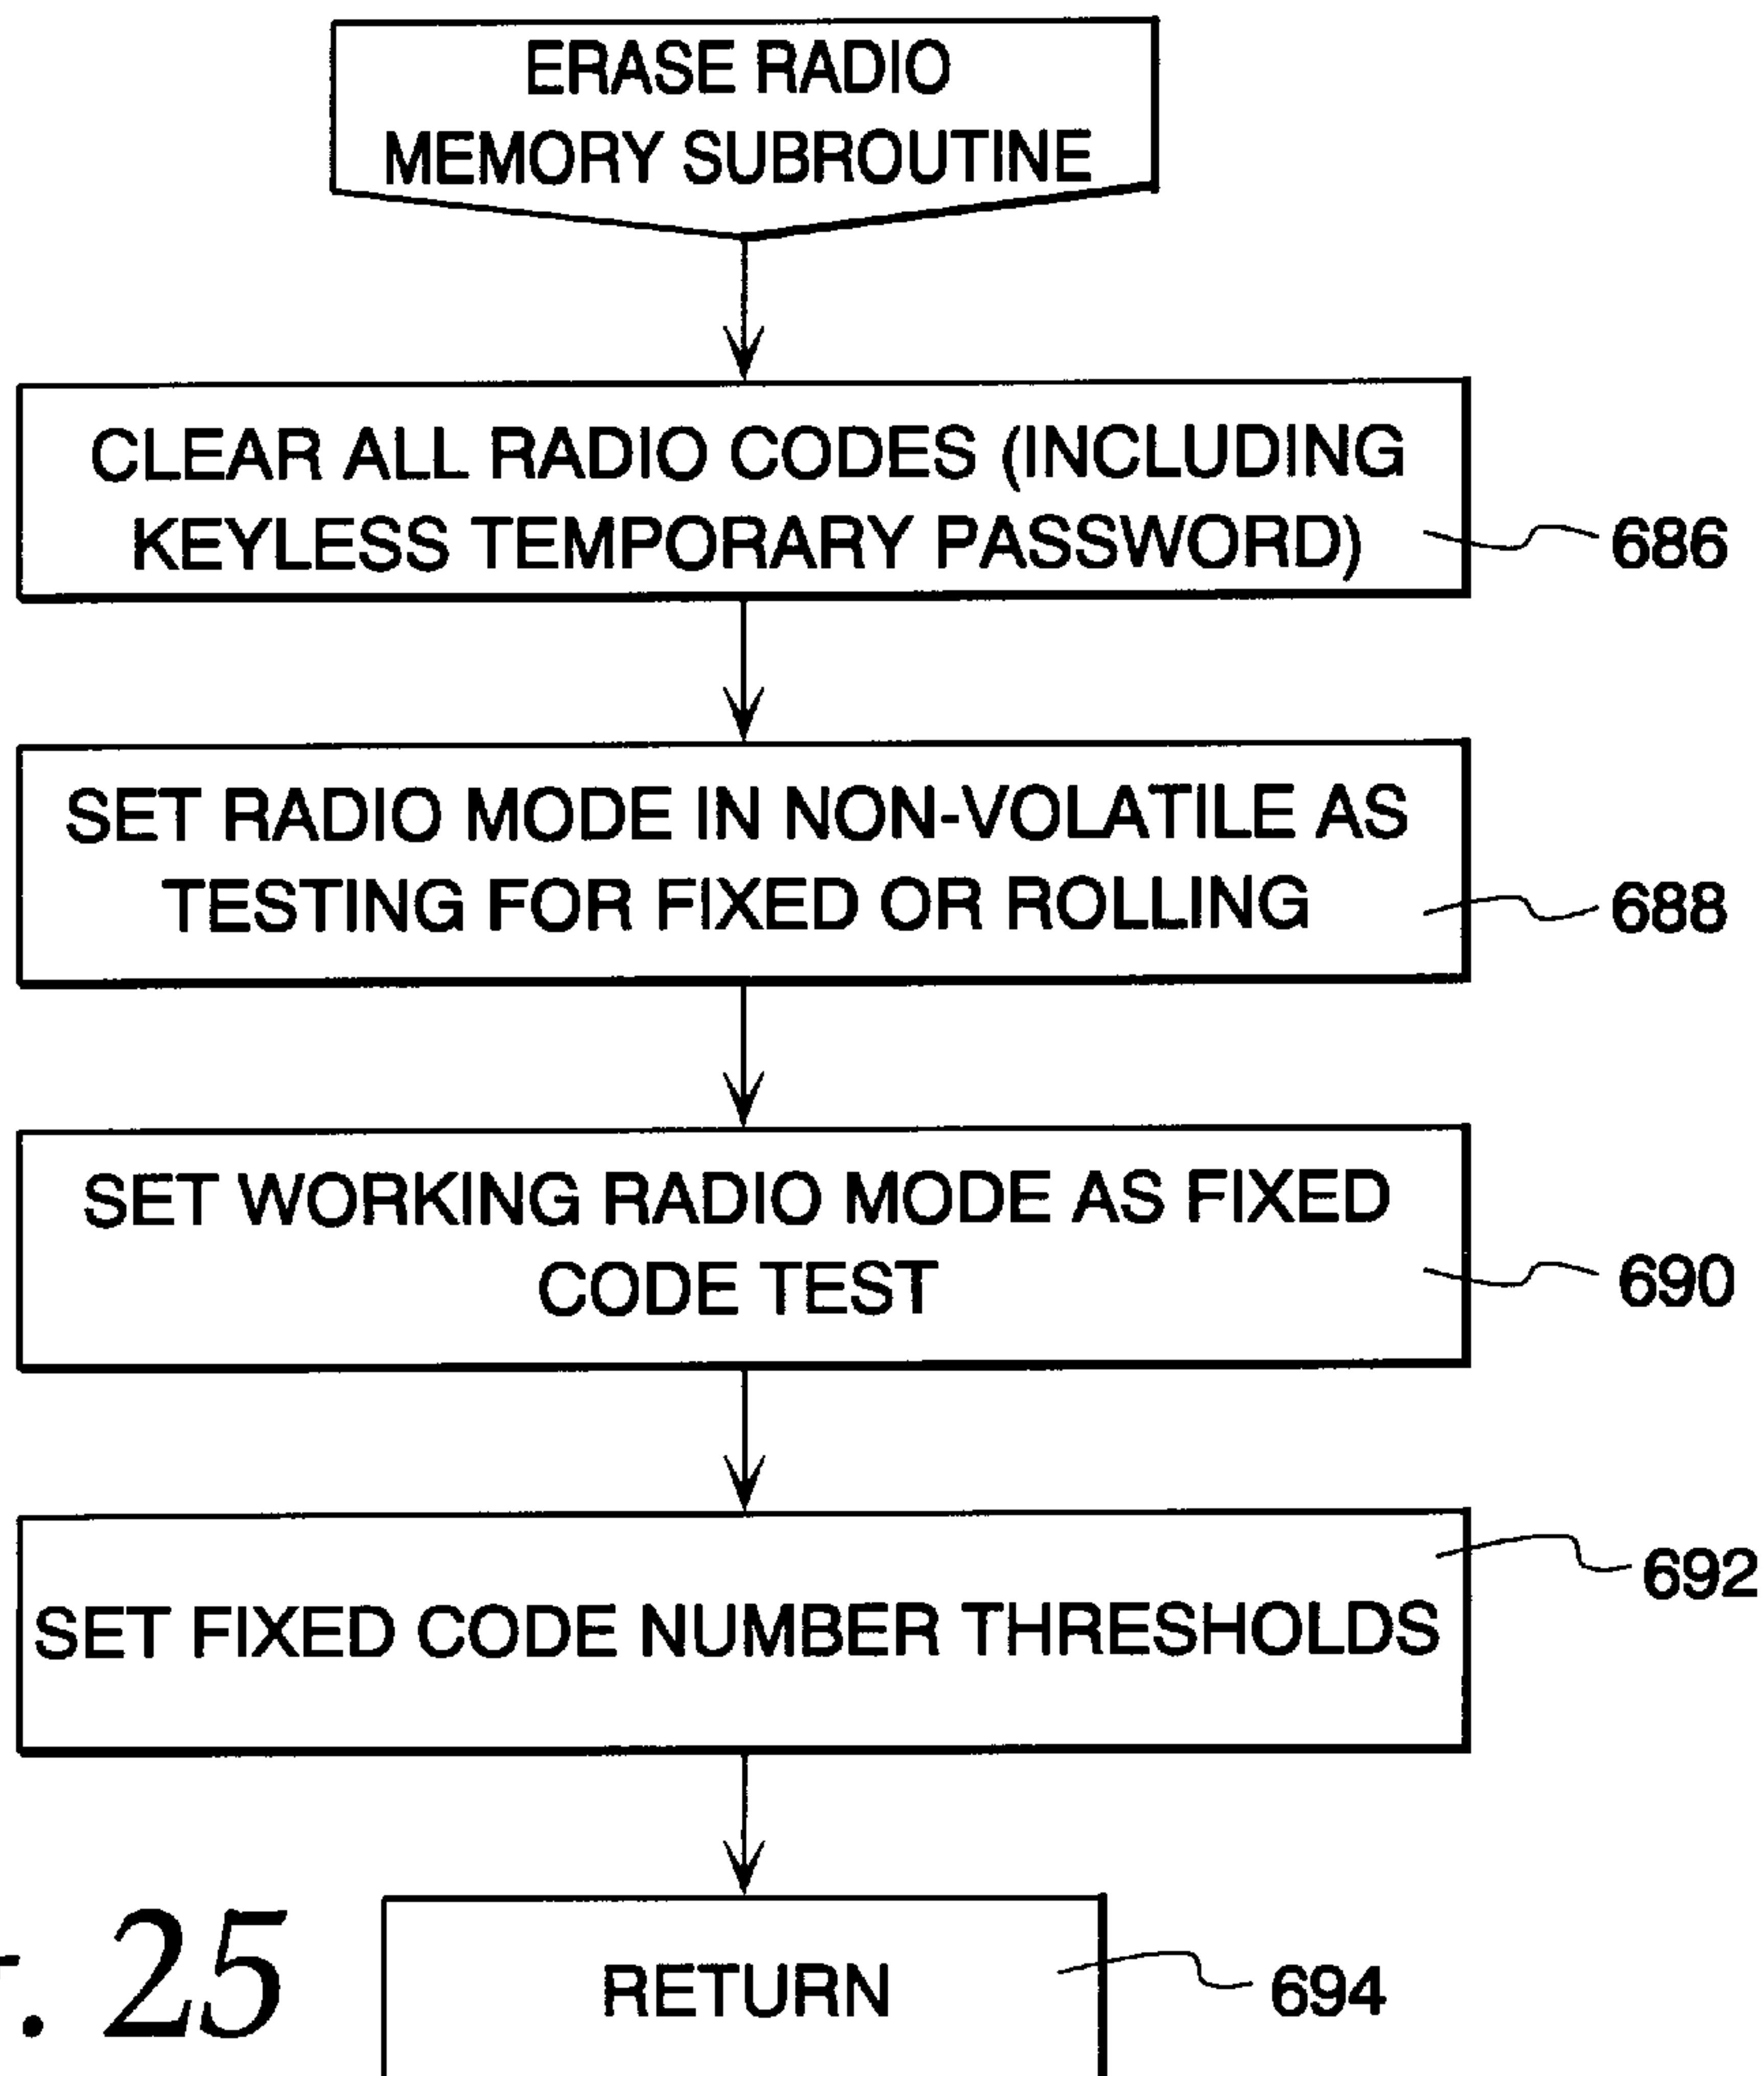 ERASE RADIO
MEMORY SUBROUTINE
CLEAR ALL RADIO CODES (INCLUDING
KEYLESS TEMPORARY PASSWORD)
686
SET RADIO MODE IN NON-VOLATILE AS
TESTING FOR FIXED OR ROLLING
688
SET WORKING RADIO MODE AS FIXED
CODE TEST
690
692
SET FIXED CODE NUMBER THRESHOLDS
RETURN
694
. 25